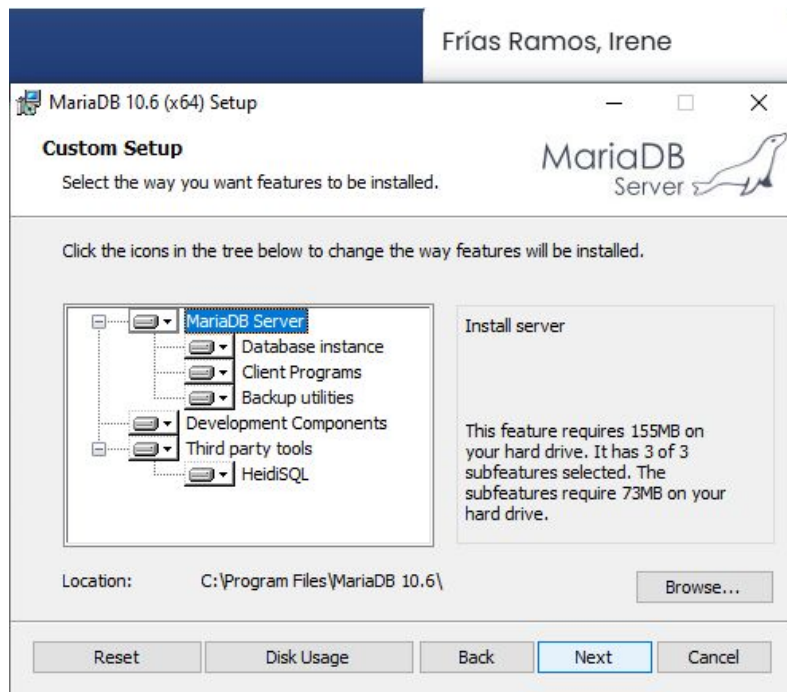 Frías Ramos, Irene
MariaDB 10.6 (x64) Setup
Custom Setup
Select the way you want features to be installed.
MariaDB
Server
Click the icons in the tree below to change the way features will be installed.
MariaDB Server
Database instance
Client Programs
Backup utilities
Development Components
Third party tools
HeidiSQL
Install server
This feature requires 155MB on
your hard drive. It has 3 of 3
subfeatures selected. The
subfeatures require 73MB on your
hard drive.
Location: C:\Program Files\MariaDB 10.6\
Browse...
Reset Disk Usage Back Next Cancel